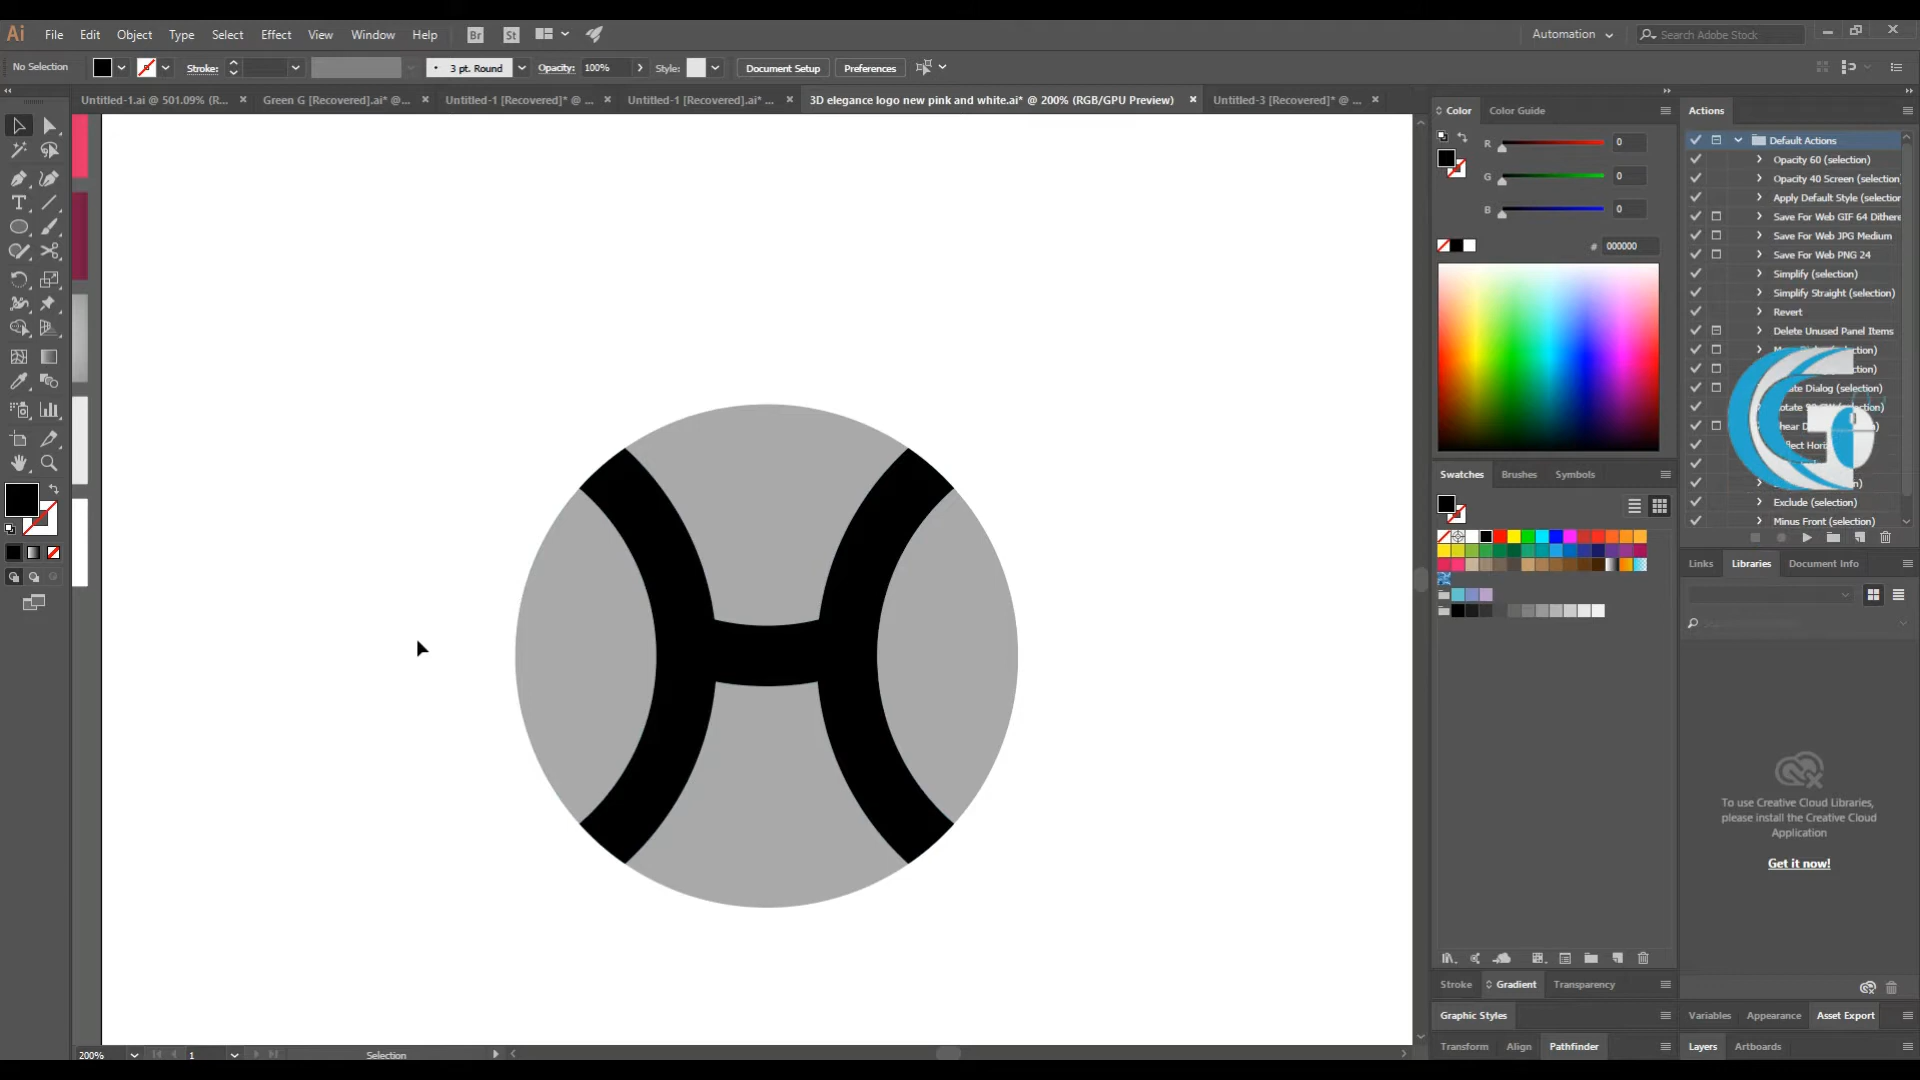 Ai File Edit Object Type Select Effect View Window Help Br St Automation Search Adobe Stock
No Selection Stroke: 3 pt. Round Opacity: 100% Style: Document Setup Preferences
Untitled-1.ai @ 501.09% (R... Green G [Recovered].ai* @... Untitled-1 [Recovered]* @ ... Untitled-1 [Recovered].ai* ... 3D elegance logo new pink and white.ai* @ 200% (RGB/GPU Preview) Untitled-3 [Recovered]* @ ...
Color Color Guide
R 0
G 0
B 0
# 000000
Swatches Brushes Symbols
Stroke Gradient Transparency
Graphic Styles
Transform Align Pathfinder
Actions
Default Actions
Opacity 60 (selection)
Opacity 40 Screen (selection
Apply Default Style (selection
Save For Web GIF 64 Dithere
Save For Web JPG Medium
Save For Web PNG 24
Simplify (selection)
Simplify Straight (selection)
Revert
Delete Unused Panel Items
Exclude (selection)
Minus Front (selection)
Links Libraries Document Info
To use Creative Cloud Libraries,
please install the Creative Cloud
Application
Get it now!
Variables Appearance Asset Export
Layers Artboards
200% 1 Selection